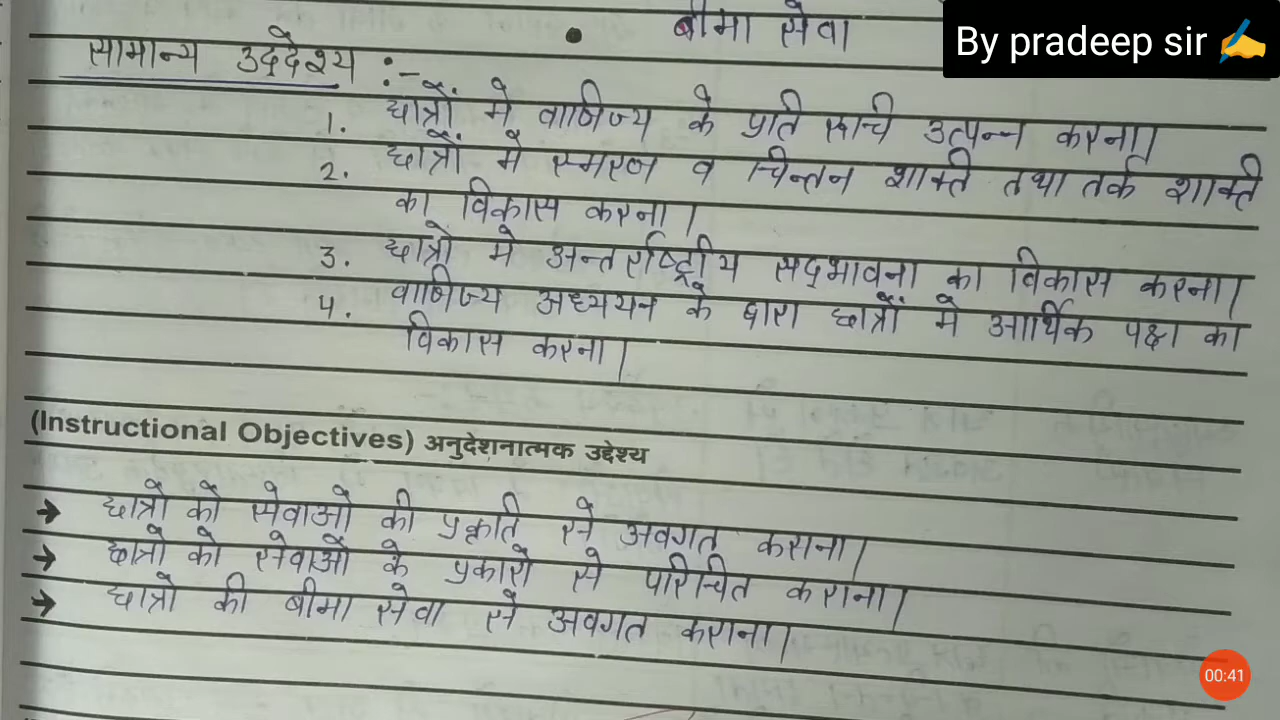 बीमा सेवा
By pradeep sir ✍
सामान्य उद्देश्य :-
1. छात्रों मे वाणिज्य के प्रति रूचि उत्पन्न करना।
2. छात्रों मे स्मरण व चिन्तन शक्ति तथा तर्क शक्ति
का विकास करना।
3. छात्रो मे अन्तर्राष्ट्रीय सद्भावना का विकास करना।
4. वाणिज्य अध्ययन के द्वारा छात्रों मे आर्थिक पक्ष का
विकास करना।
(Instructional Objectives) अनुदेशनात्मक उद्देश्य
→ छात्रो को सेवाओ की प्रकृति से अवगत कराना।
→ छात्रो को सेवाओं के प्रकारो से परिचित कराना।
→ छात्रो की बीमा सेवा से अवगत कराना।
00:41